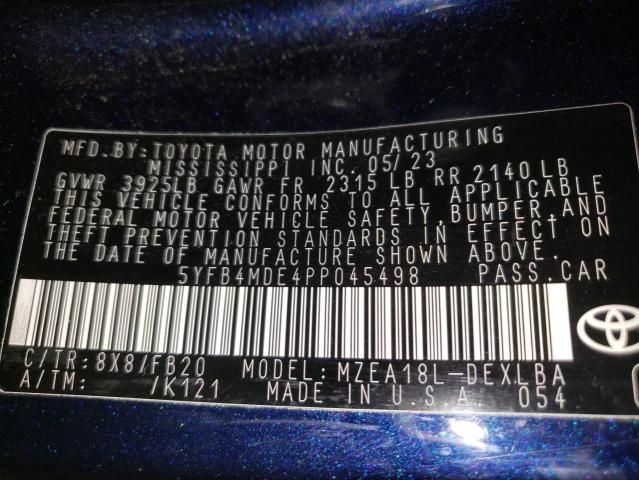 MFD. BY: TOYOTA MOTOR MANUFACTURING
MISSISSIPPI INC. 05/23
GVWR 3925LB GAWR FR 2315 LB RR 2140 LB
THIS VEHICLE CONFORMS TO ALL APPLICABLE
FEDERAL MOTOR VEHICLE SAFETY, BUMPER, AND
THEFT PREVENTION STANDARDS IN EFFECT ON
THE DATE OF MANUFACTURE SHOWN ABOVE.
5YFB4MDE4PP045498 PASS.CAR
C/TR: 8X8/FB20 MODEL: MZEA18L-DEXLBA
A/TM: /K121 MADE IN U.S.A 054